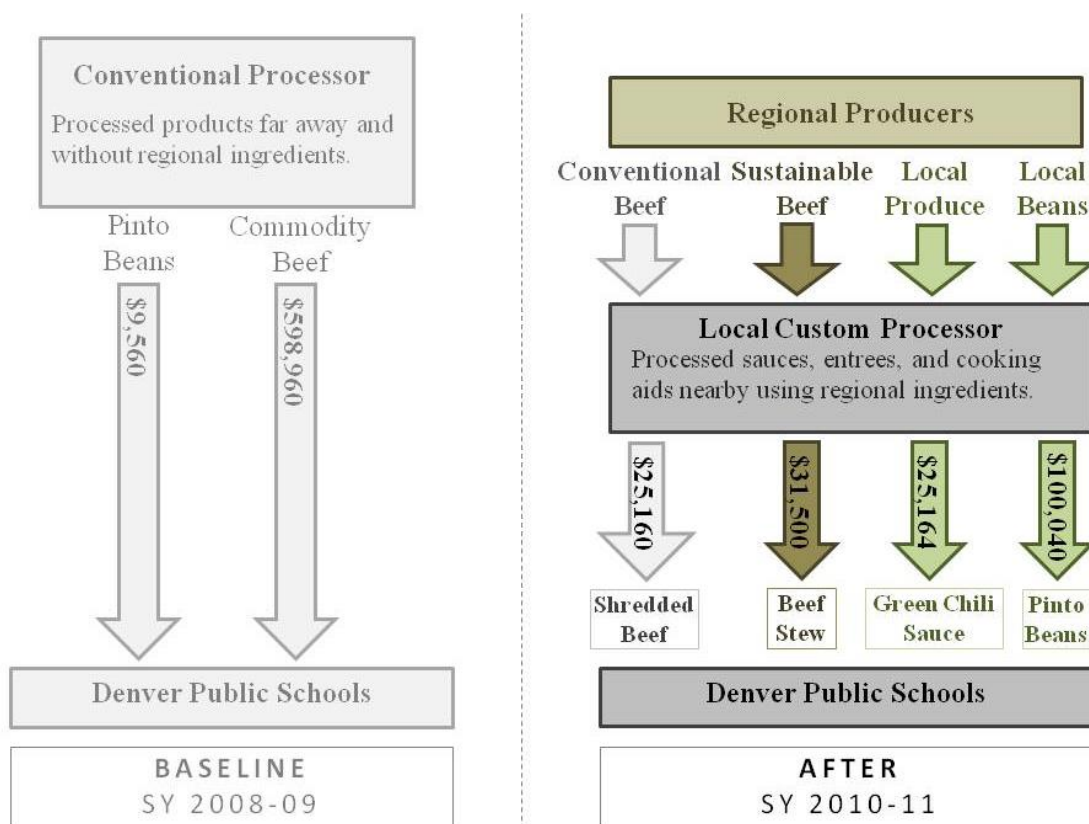 Conventional Processor
Processed products far away and
without regional ingredients.
Pinto
Beans
Commodity
Beef
$9,560
$598,960
Denver Public Schools
BASELINE
SY 2008-09
Regional Producers
Conventional
Beef
Sustainable
Beef
Local
Produce
Local
Beans
Local Custom Processor
Processed sauces, entrees, and cooking
aids nearby using regional ingredients.
$25,160
$31,500
$25,164
$100,040
Shredded
Beef
Beef
Stew
Green Chili
Sauce
Pinto
Beans
Denver Public Schools
AFTER
SY 2010-11